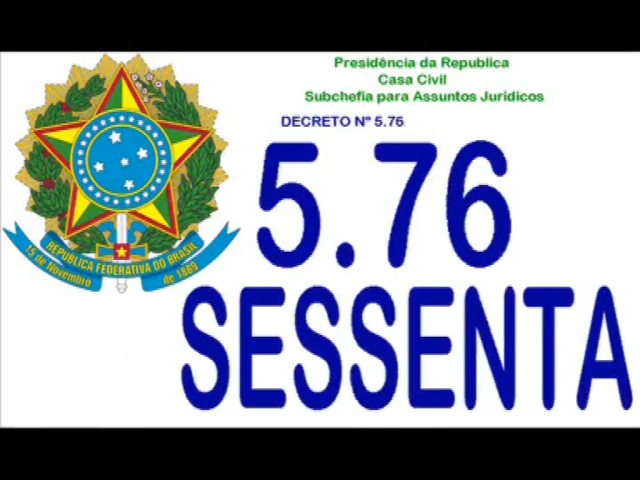 Presidência da Republica
Casa Civil
Subchefia para Assuntos Juridicos
DECRETO Nº 5.76
5.76
SESSENTA
REPUBLICA FEDERATIVA DO BRASIL
15 de Novembro de 1889